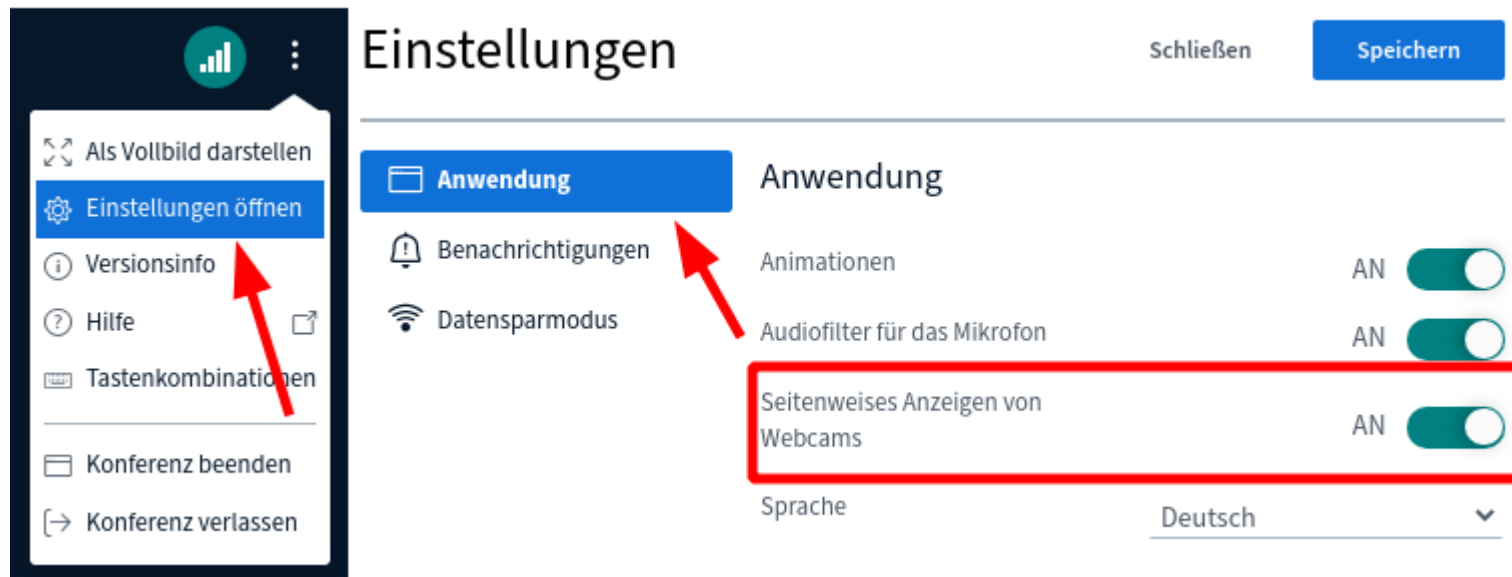 Als Vollbild darstellen
Einstellungen öffnen
Versionsinfo
Hilfe
Tastenkombinationen
Konferenz beenden
Konferenz verlassen
Einstellungen
Schließen
Speichern
Anwendung
Benachrichtigungen
Datensparmodus
Anwendung
Animationen
AN
Audiofilter für das Mikrofon
AN
Seitenweises Anzeigen von
Webcams
AN
Sprache
Deutsch